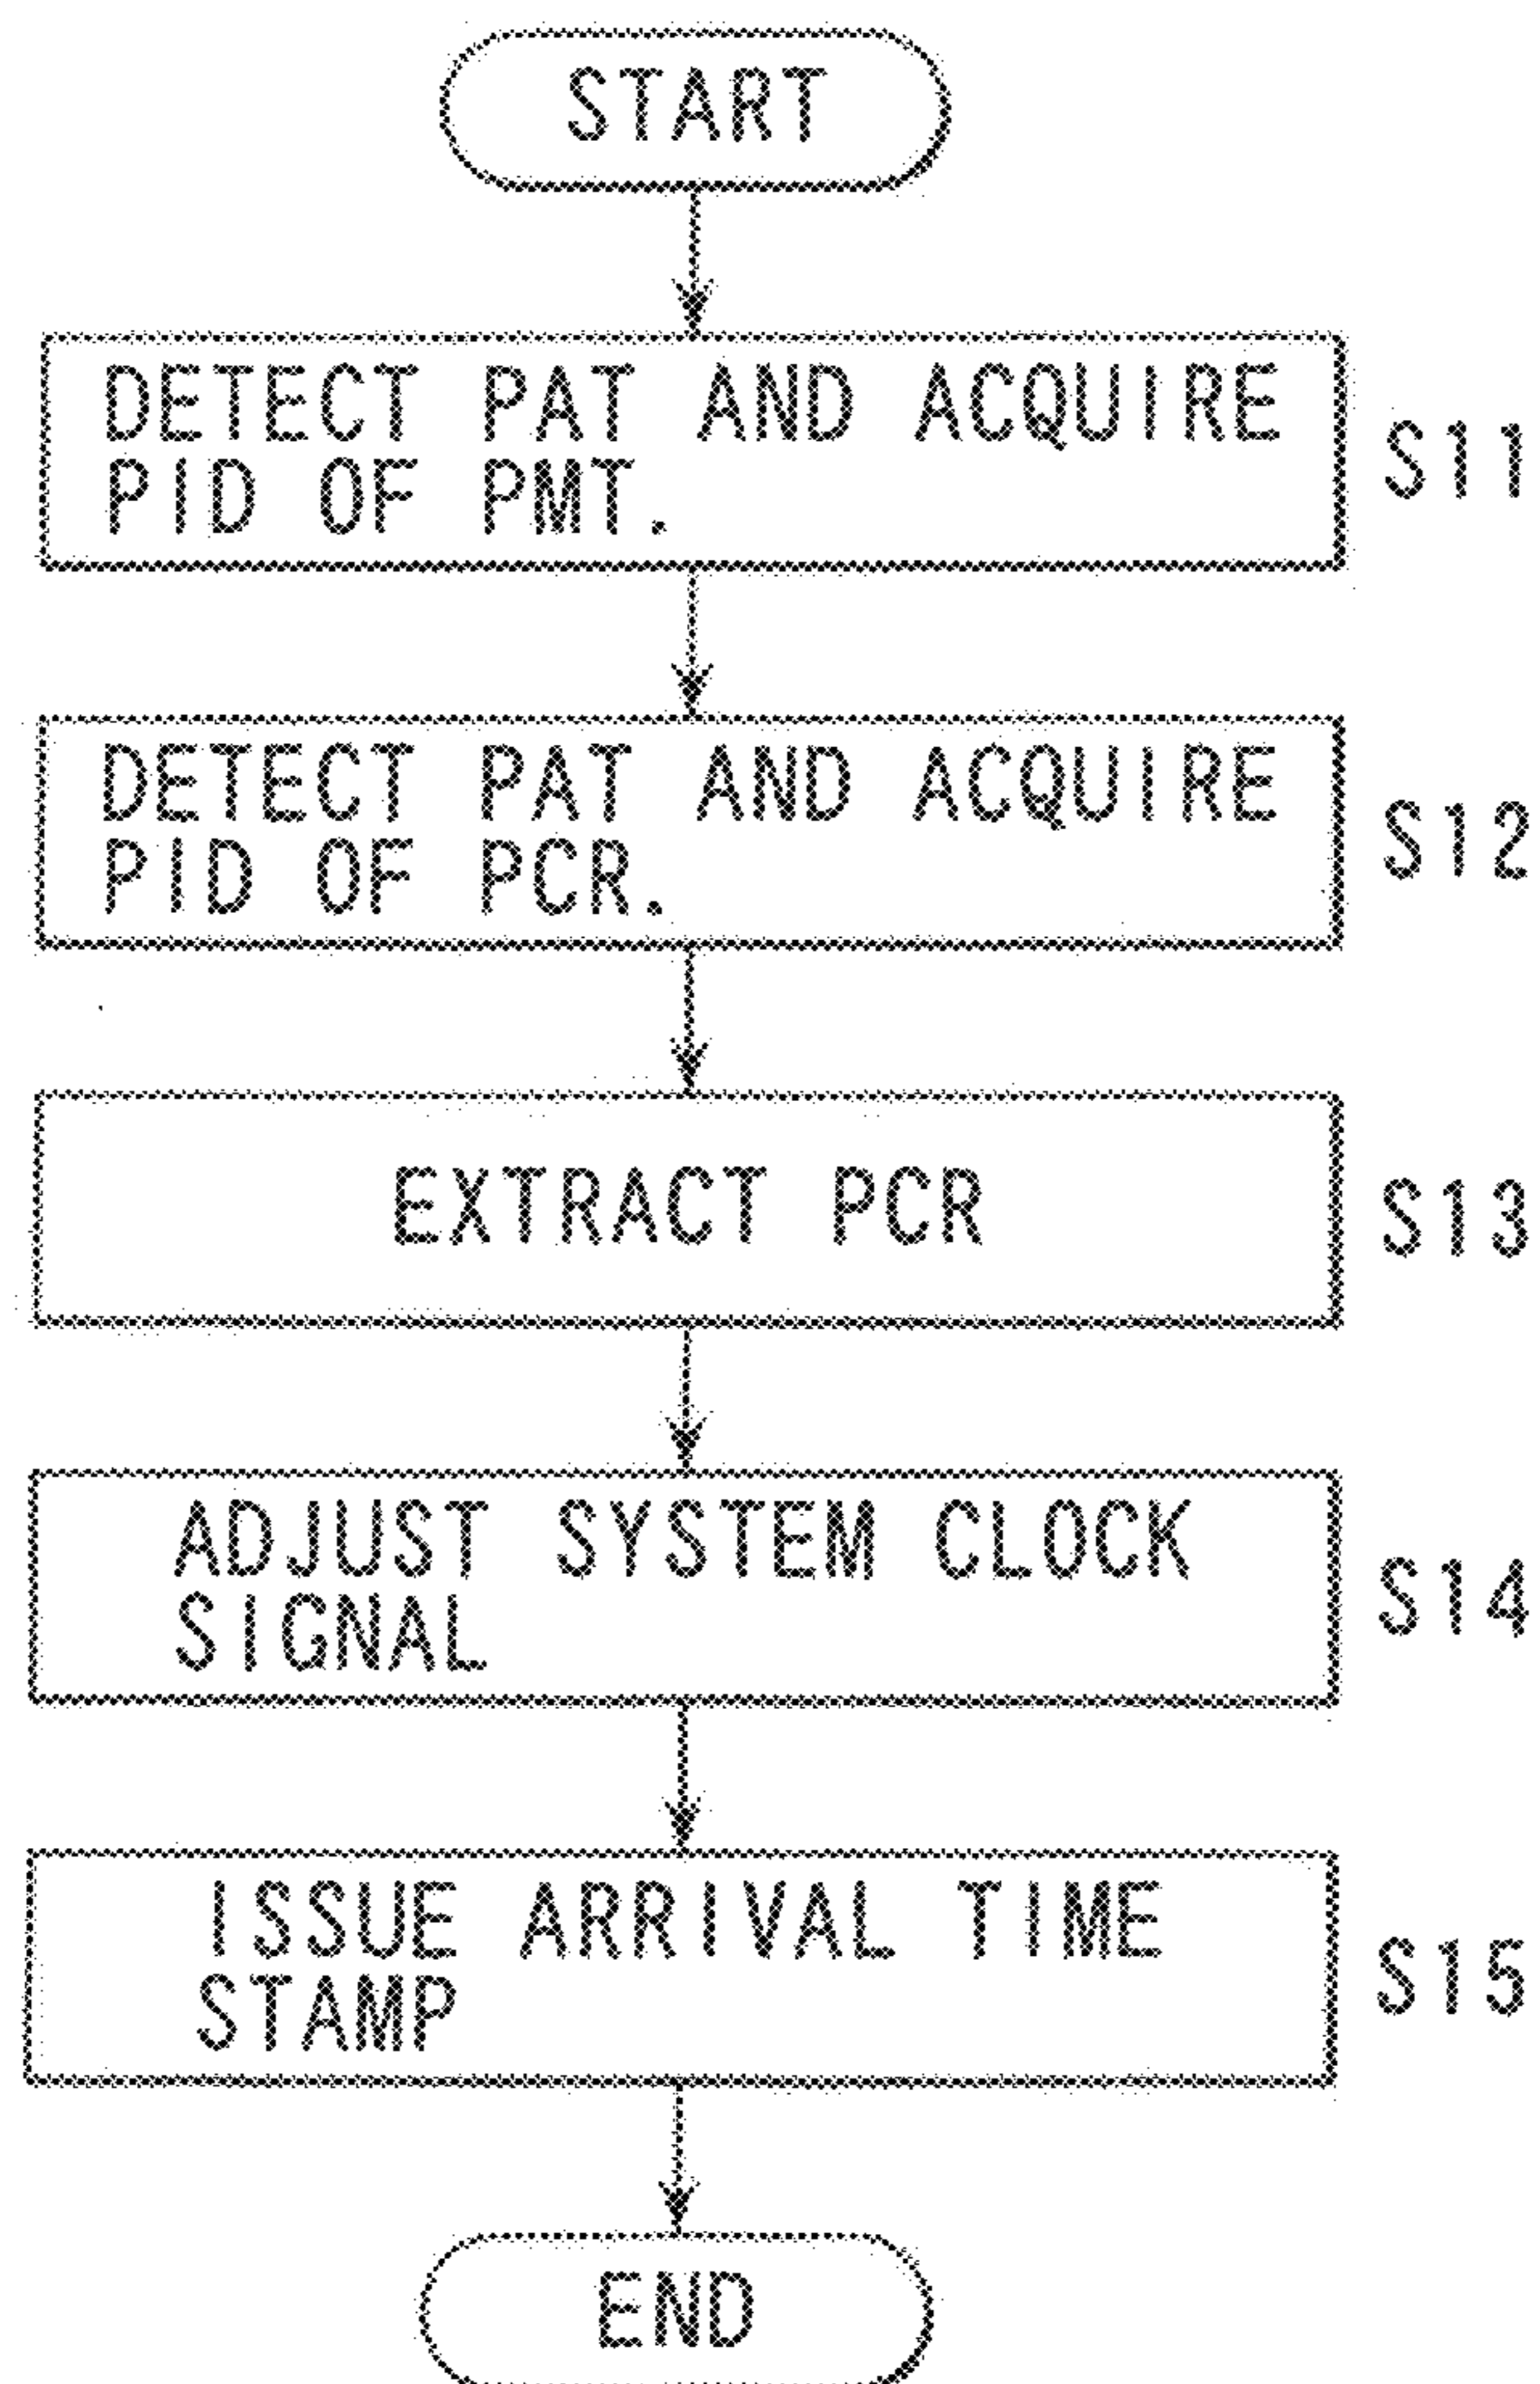 START
DETECT PAT AND ACQUIRE
PID OF PMT.
S11
DETECT PAT AND ACQUIRE
PID OF PCR.
S12
EXTRACT PCR
S13
ADJUST SYSTEM CLOCK
SIGNAL
S14
ISSUE ARRIVAL TIME
STAMP
S15
END